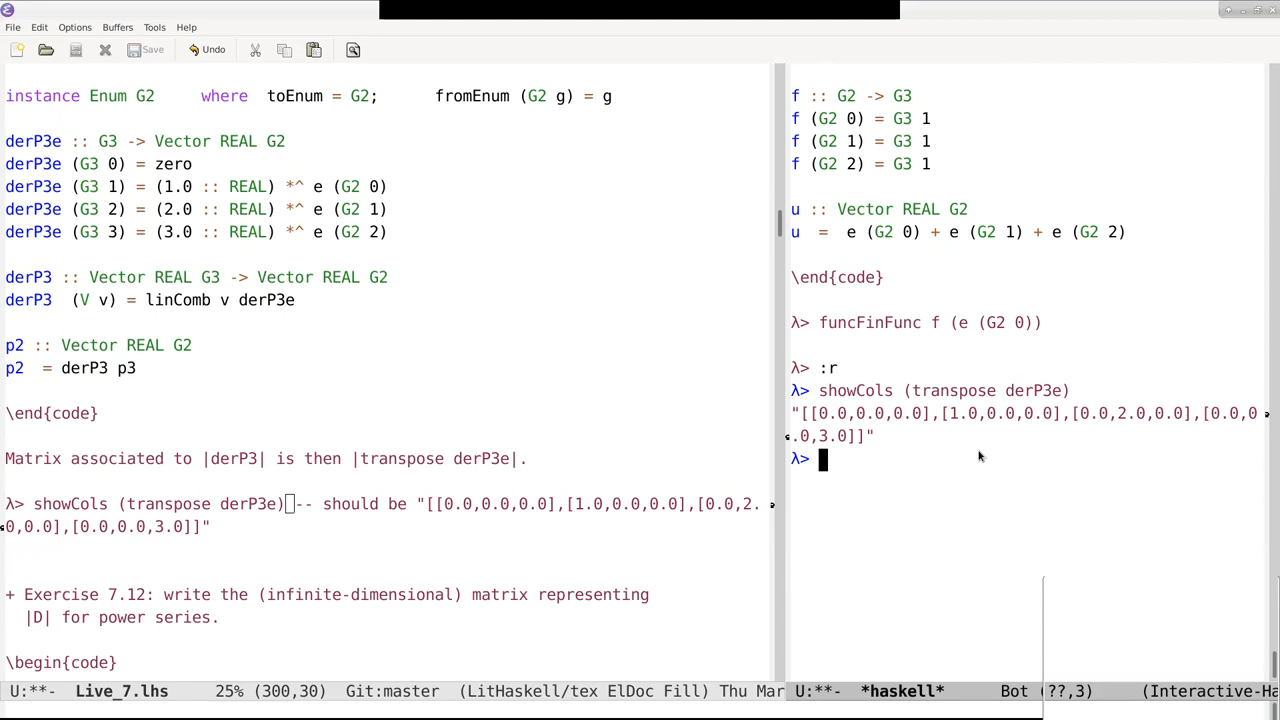 File Edit Options Buffers Tools Help
Save Undo
instance Enum G2     where  toEnum = G2;      fromEnum (G2 g) = g
derP3e :: G3 -> Vector REAL G2
derP3e (G3 0) = zero
derP3e (G3 1) = (1.0 :: REAL) *^ e (G2 0)
derP3e (G3 2) = (2.0 :: REAL) *^ e (G2 1)
derP3e (G3 3) = (3.0 :: REAL) *^ e (G2 2)
derP3 :: Vector REAL G3 -> Vector REAL G2
derP3  (V v) = linComb v derP3e
p2 :: Vector REAL G2
p2  = derP3 p3
\end{code}
Matrix associated to |derP3| is then |transpose derP3e|.
λ> showCols (transpose derP3e) -- should be "[[0.0,0.0,0.0],[1.0,0.0,0.0],[0.0,2.
0,0.0],[0.0,0.0,3.0]]"
+ Exercise 7.12: write the (infinite-dimensional) matrix representing
|D| for power series.
\begin{code}
U:**-  Live_7.lhs     25% (300,30)   Git:master  (LitHaskell/tex ElDoc Fill) Thu Mar
f :: G2 -> G3
f (G2 0) = G3 1
f (G2 1) = G3 1
f (G2 2) = G3 1
u :: Vector REAL G2
u  =  e (G2 0) + e (G2 1) + e (G2 2)
\end{code}
λ> funcFinFunc f (e (G2 0))
λ> :r
λ> showCols (transpose derP3e)
"[[0.0,0.0,0.0],[1.0,0.0,0.0],[0.0,2.0,0.0],[0.0,0
.0,3.0]]"
λ>
U:**-  *haskell*      Bot (??,3)     (Interactive-Ha